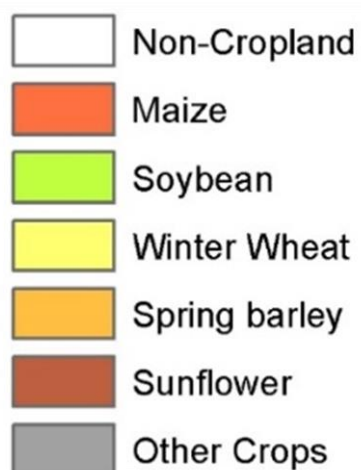 Non-Cropland
Maize
Soybean
Winter Wheat
Spring barley
Sunflower
Other Crops